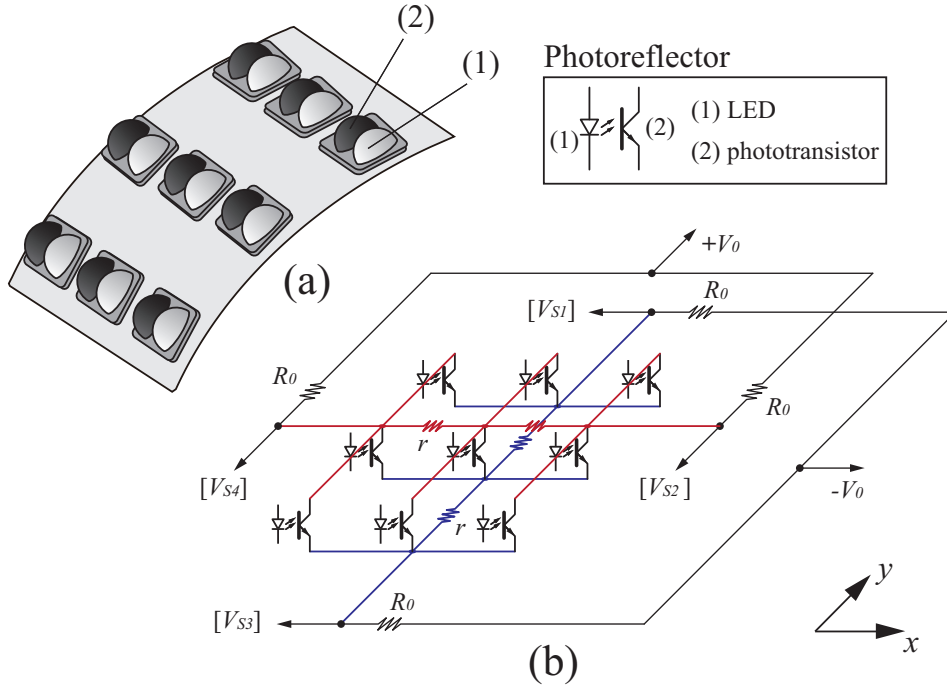 (2)
(1)
Photoreflector
(1)
(2)
(1) LED
(2) phototransistor
(a)
+V0
[VS1]
R0
R0
R0
r
[VS4]
[VS2]
-V0
r
[VS3]
R0
(b)
y
x